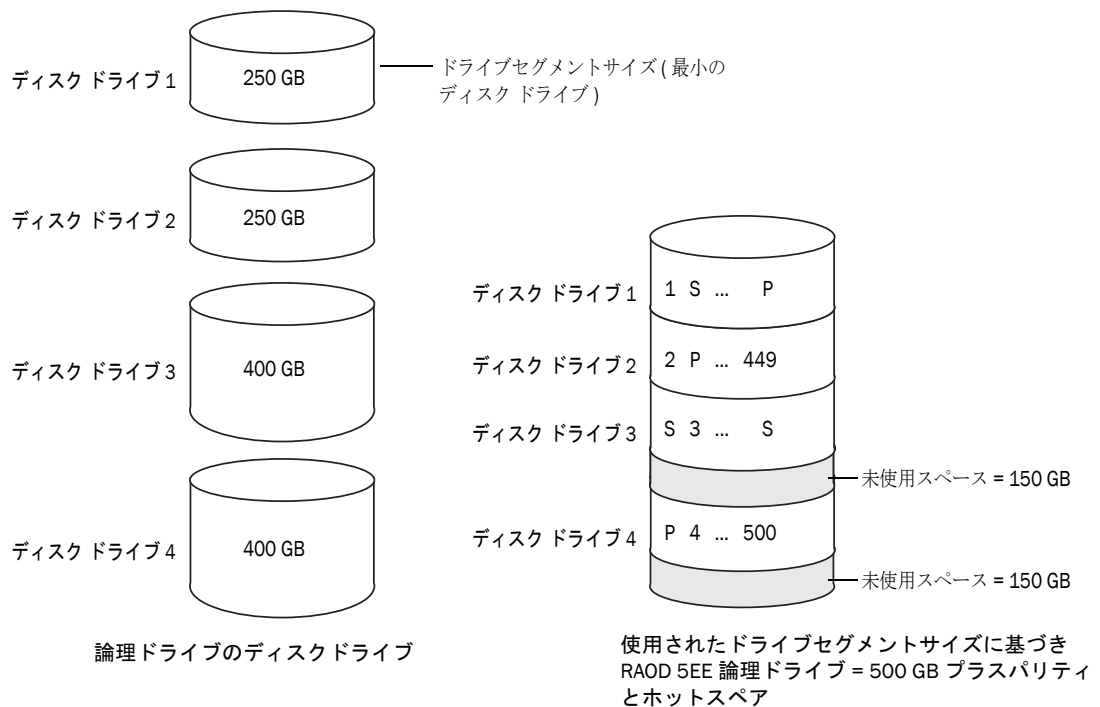 ディスク ドライブ 1
250 GB
ドライブセグメントサイズ ( 最小の
ディスク ドライブ )
ディスク ドライブ 2
250 GB
ディスク ドライブ 3
400 GB
ディスク ドライブ 4
400 GB
論理ドライブのディスクドライブ
ディスク ドライブ 1
1 S ... P
ディスク ドライブ 2
2 P ... 449
ディスク ドライブ 3
S 3 ... S
未使用スペース = 150 GB
ディスク ドライブ 4
P 4 ... 500
未使用スペース = 150 GB
使用されたドライブセグメントサイズに基づき
RAOD 5EE 論理ドライブ = 500 GB プラスパリティ
とホットスペア